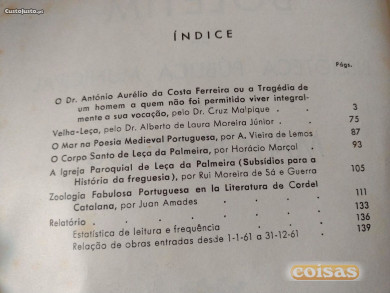 CustoJusto.pt
ÍNDICE
Págs.
O Dr. António Aurélio da Costa Ferreira ou a Tragédia de
um homem a quem não foi permitido viver integral-
mente a sua vocação, pelo Dr. Cruz Malpique . . 3
Velha-Leça, pelo Dr. Alberto de Laura Moreira Júnior . 75
O Mar na Poesia Medieval Portuguesa, por A. Vieira de Lemos 87
O Corpo Santo de Leça da Palmeira, por Horácio Marçal . 93
A Igreja Paroquial de Leça da Palmeira (Subsídios para a
História da freguesia), por Rui Moreira de Sá e Guerra 105
Zoologia Fabulosa Portuguesa en la Literatura de Cordel
Catalana, por Juan Amades 111
Relatório 133
Estatística de leitura e frequência 136
Relação de obras entradas desde 1-1-61 a 31-12-61 139
coisas